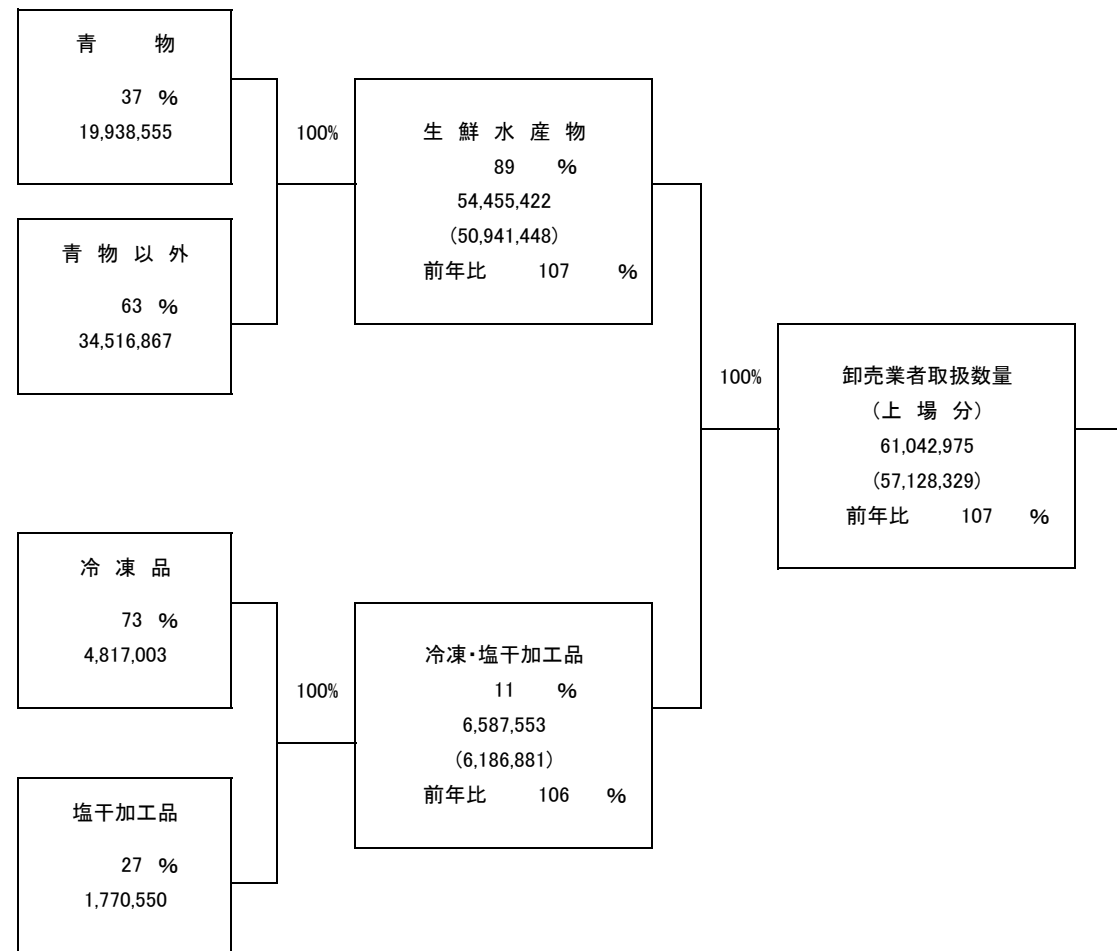 青 物
37 %
19,938,555
青 物 以 外
63 %
34,516,867
100%
生 鮮 水 産 物
89 %
54,455,422
(50,941,448)
前年比 107 %
冷 凍 品
73 %
4,817,003
塩干加工品
27 %
1,770,550
100%
冷凍・塩干加工品
11 %
6,587,553
(6,186,881)
前年比 106 %
100%
卸売業者取扱数量
(上 場 分)
61,042,975
(57,128,329)
前年比 107 %